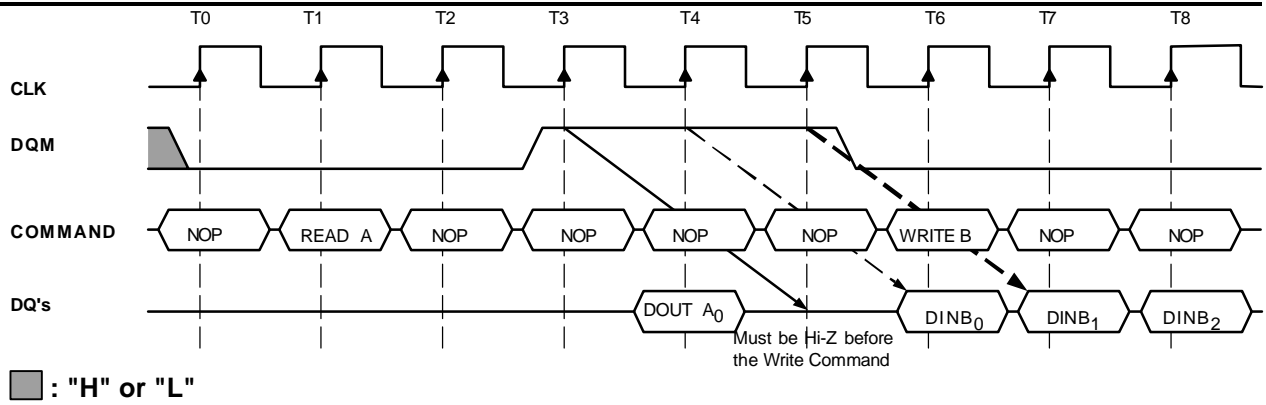 T0 T1 T2 T3 T4 T5 T6 T7 T8
CLK
DQM
COMMAND NOP READ A NOP NOP NOP NOP WRITE B NOP NOP
DQ's DOUT A0 DINB0 DINB1 DINB2
Must be Hi-Z before
the Write Command
: "H" or "L"